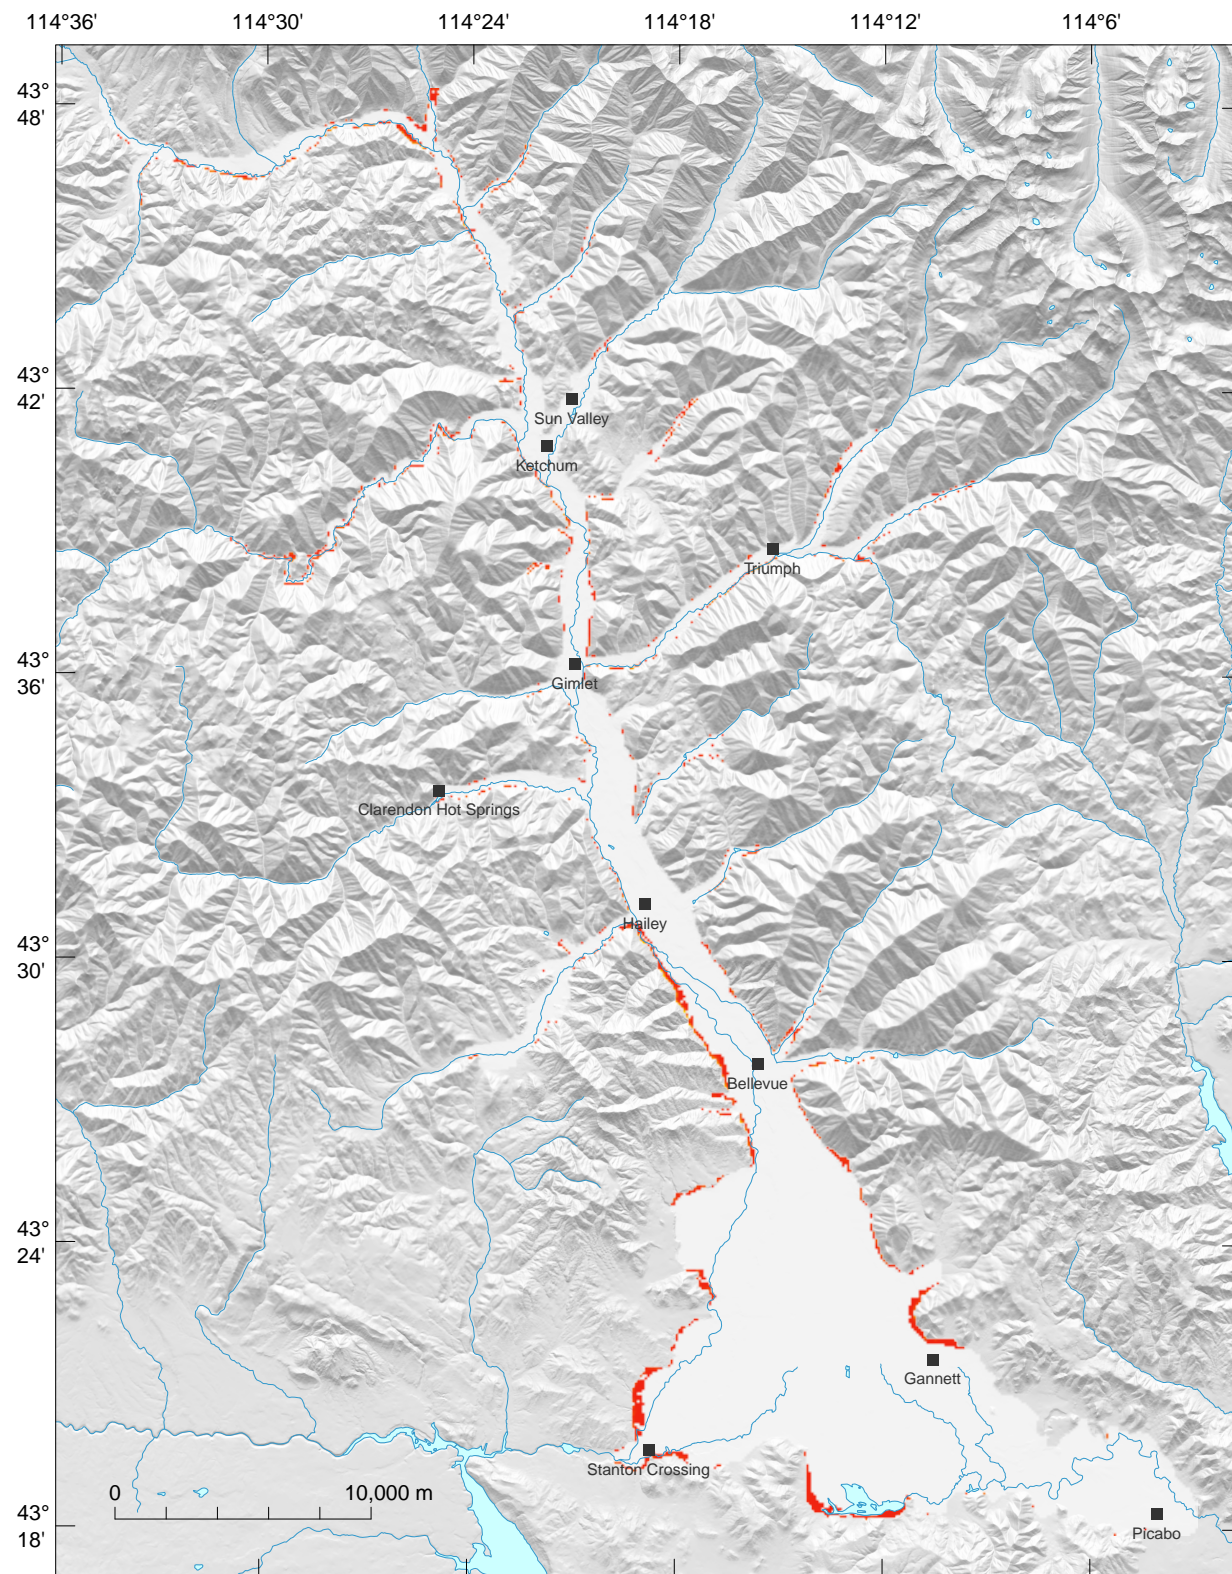 114°36' 114°30' 114°24' 114°18' 114°12' 114°6'
43°
48'
43°
42'
Sun Valley
Ketchum
Triumph
43°
36'
Gimlet
Clarendon Hot Springs
Hailey
43°
30'
Bellevue
43°
24'
Gannett
Stanton Crossing
0 10,000 m
43°
18'
Picabo